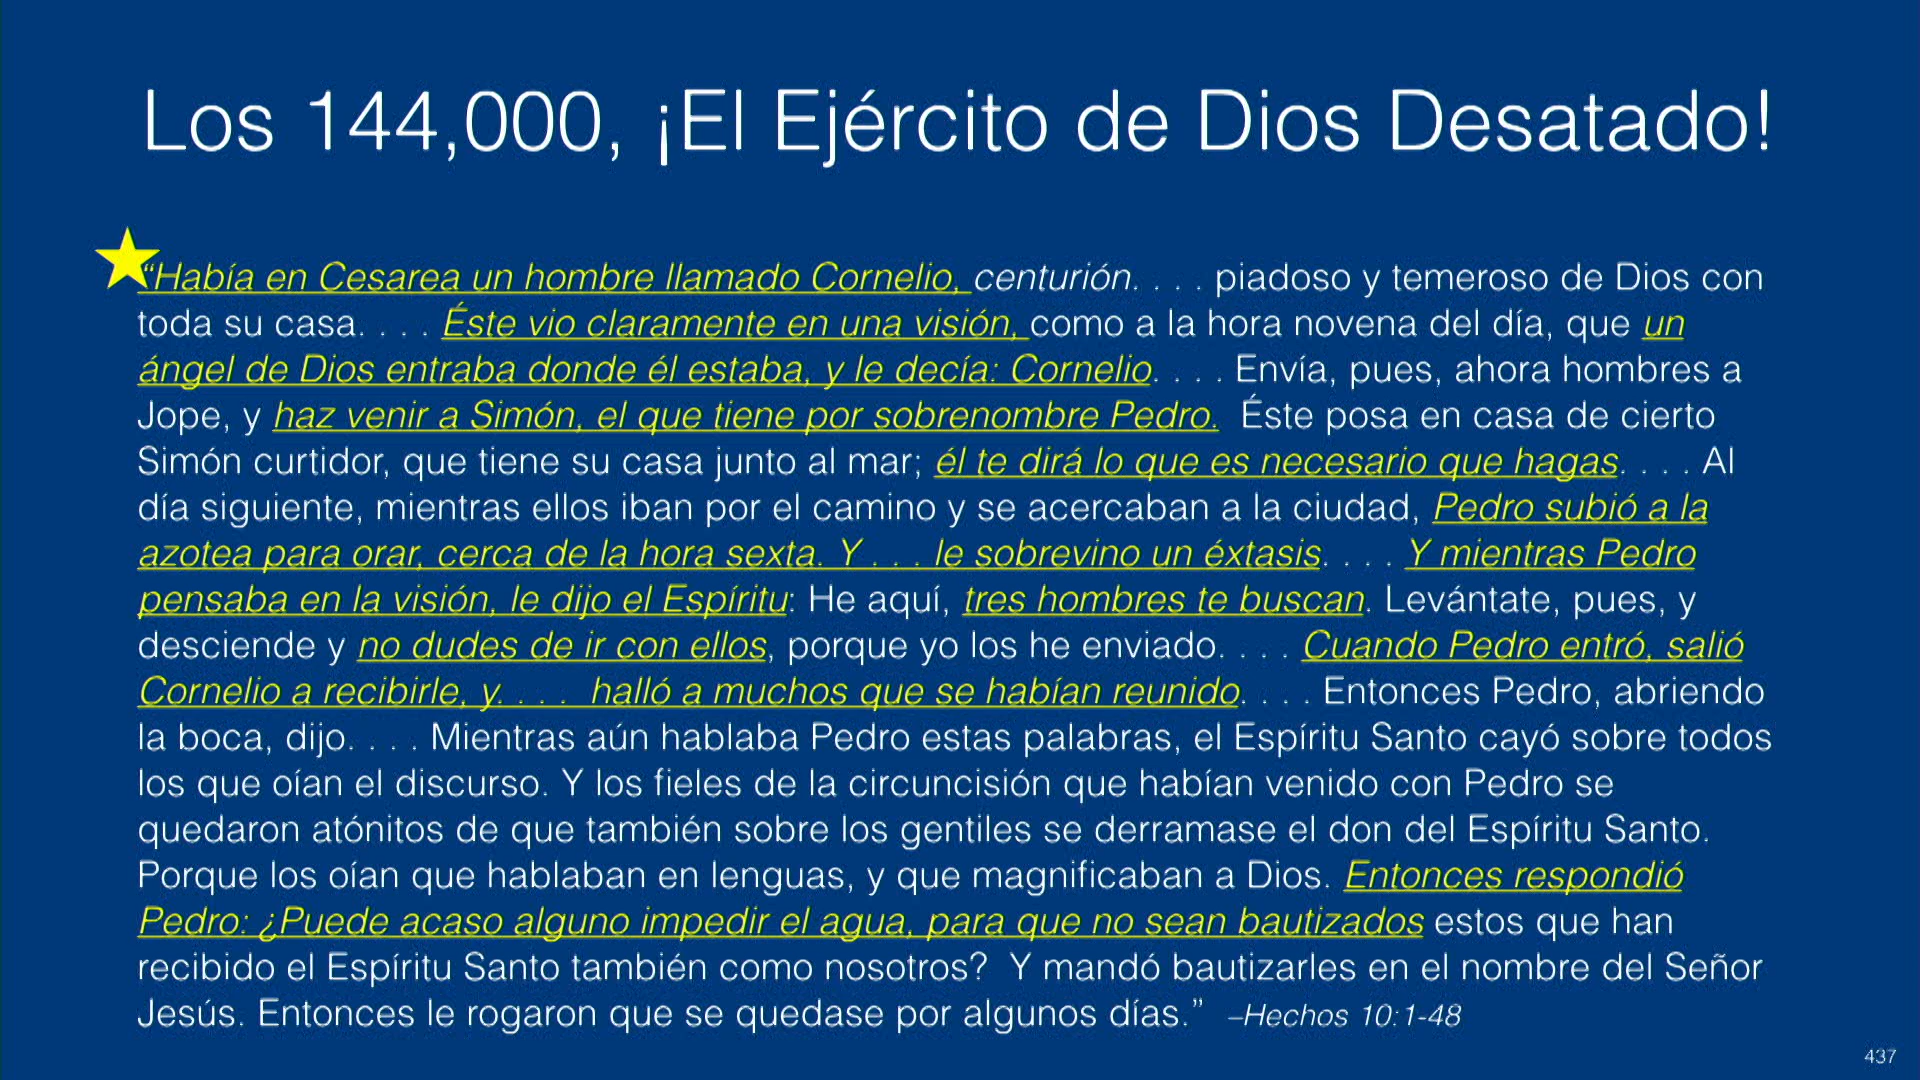 Los 144,000, ¡El Ejército de Dios Desatado!
“Había en Cesarea un hombre llamado Cornelio, centurión. . . . piadoso y temeroso de Dios con
toda su casa. . . . Éste vio claramente en una visión, como a la hora novena del día, que un
ángel de Dios entraba donde él estaba, y le decía: Cornelio. . . . Envía, pues, ahora hombres a
Jope, y haz venir a Simón, el que tiene por sobrenombre Pedro.  Éste posa en casa de cierto
Simón curtidor, que tiene su casa junto al mar; él te dirá lo que es necesario que hagas. . . . Al
día siguiente, mientras ellos iban por el camino y se acercaban a la ciudad, Pedro subió a la
azotea para orar, cerca de la hora sexta. Y . . . le sobrevino un éxtasis. . . . Y mientras Pedro
pensaba en la visión, le dijo el Espíritu: He aquí, tres hombres te buscan. Levántate, pues, y
desciende y no dudes de ir con ellos, porque yo los he enviado. . . . Cuando Pedro entró, salió
Cornelio a recibirle, y. . . .  halló a muchos que se habían reunido. . . . Entonces Pedro, abriendo
la boca, dijo. . . . Mientras aún hablaba Pedro estas palabras, el Espíritu Santo cayó sobre todos
los que oían el discurso. Y los fieles de la circuncisión que habían venido con Pedro se
quedaron atónitos de que también sobre los gentiles se derramase el don del Espíritu Santo.
Porque los oían que hablaban en lenguas, y que magnificaban a Dios. Entonces respondió
Pedro: ¿Puede acaso alguno impedir el agua, para que no sean bautizados estos que han
recibido el Espíritu Santo también como nosotros?  Y mandó bautizarles en el nombre del Señor
Jesús. Entonces le rogaron que se quedase por algunos días.”  –Hechos 10:1-48
437